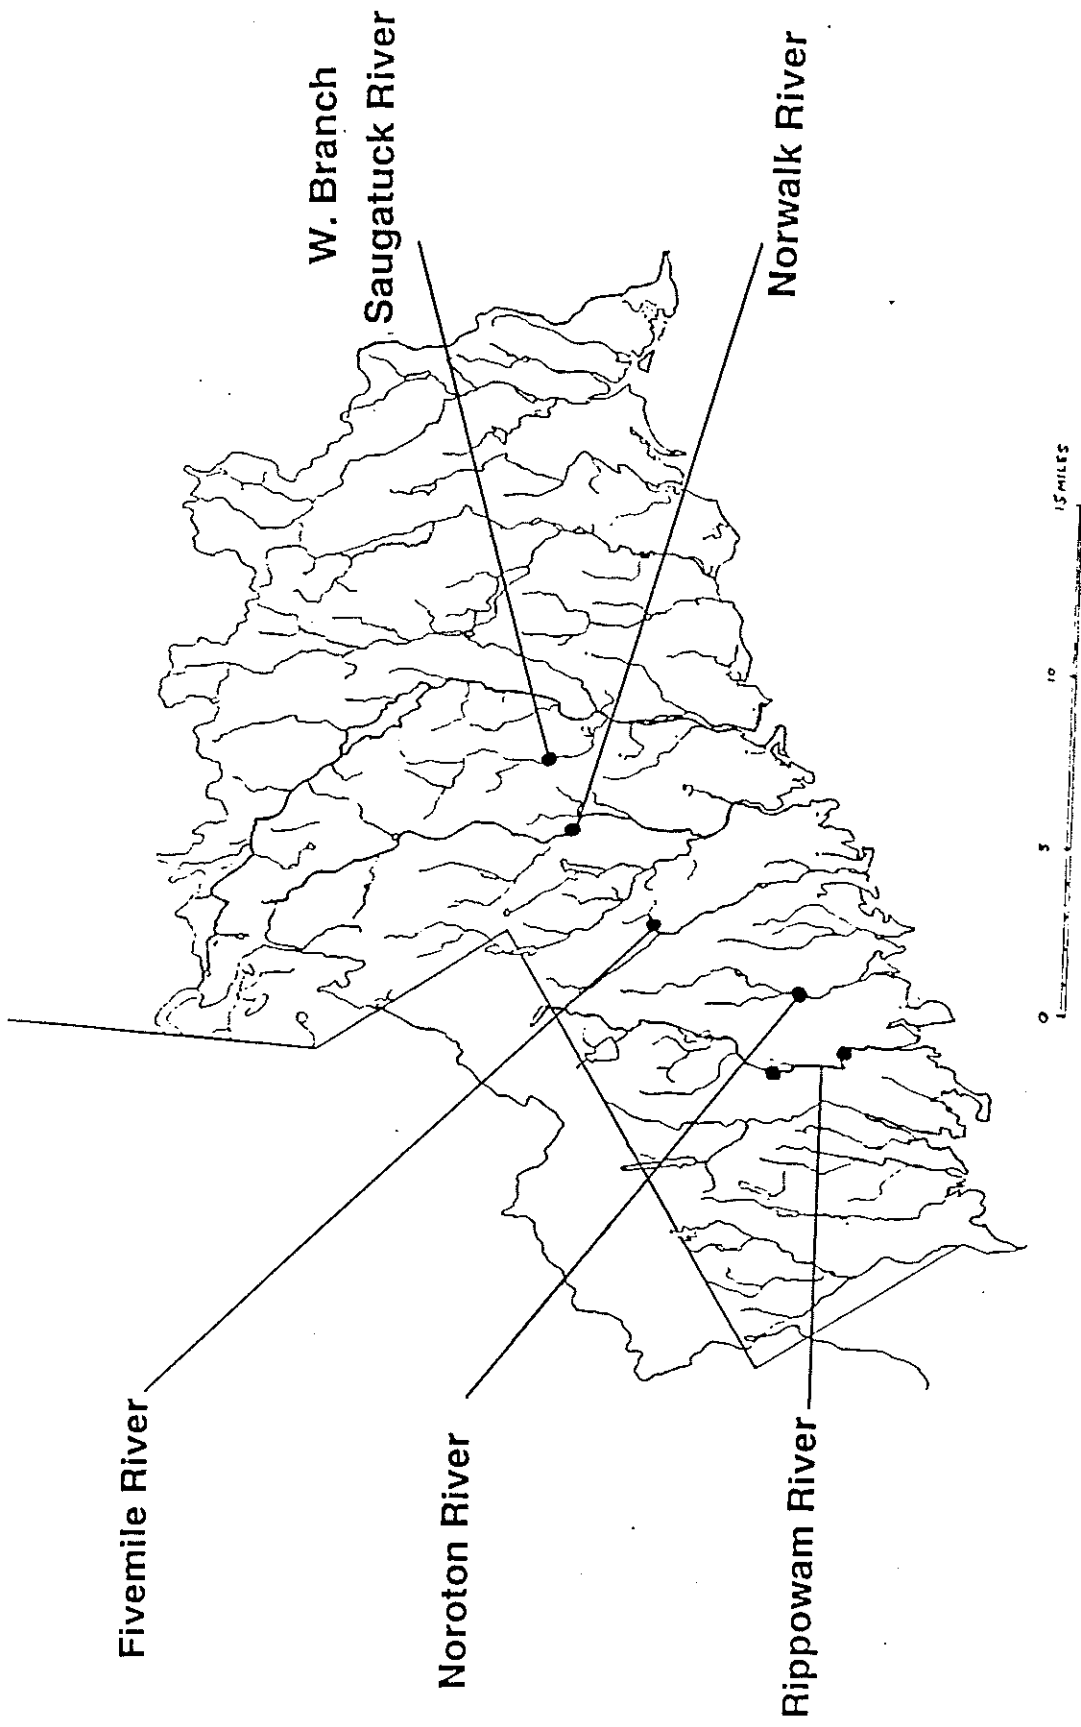 W. Branch
Saugatuck River
Norwalk River
Fivemile River
Noroton River
Rippowam River
0 5 10 15 MILES